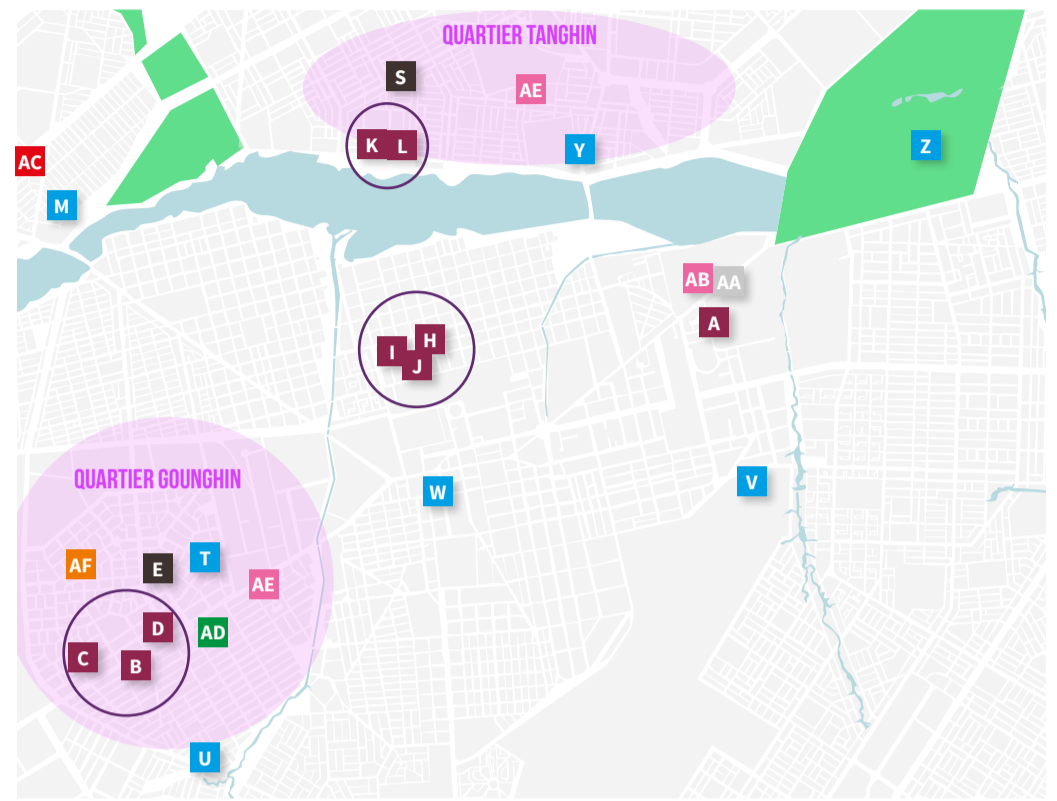 QUARTIER TANGHIN
S
AE
K L
Y
Z
AC
M
AB AA
A
H
I
J
QUARTIER GOUNGHIN
W
V
AF
E
T
AE
D
AD
C
B
U